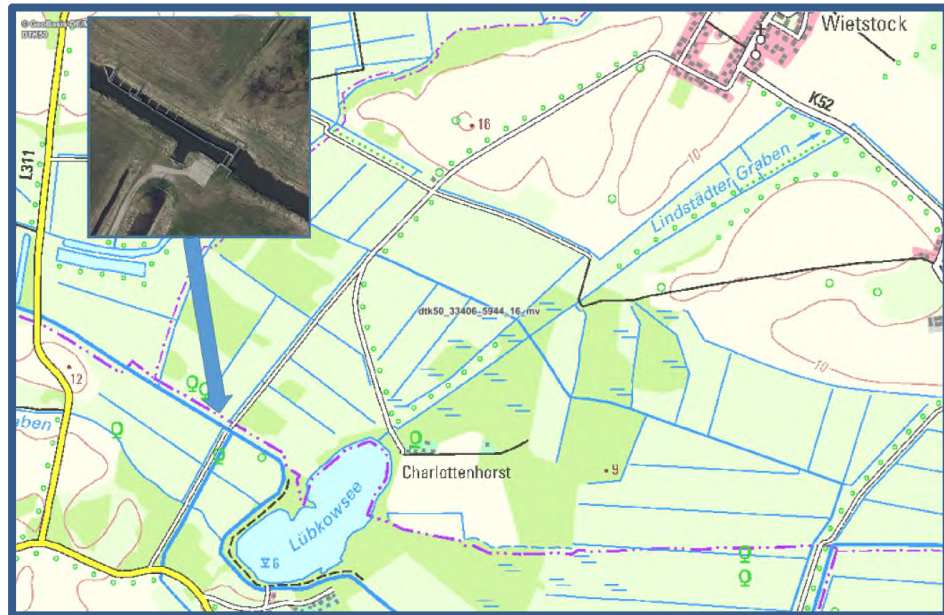 © GeoBasis-DE/M
DTK50
Wietstock
K52
L311
16
10
Lindstädter Graben
dtk50_33406-5944_16_mv
12
aben
10
Charlottenhorst
9
Lübkowsee
6